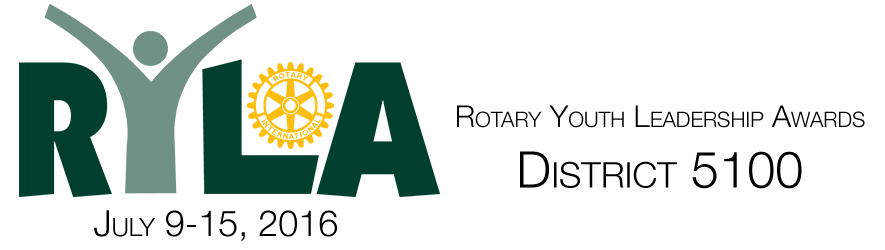 RYLA
ROTARY
INTERNATIONAL
July 9-15, 2016
Rotary Youth Leadership Awards
District 5100